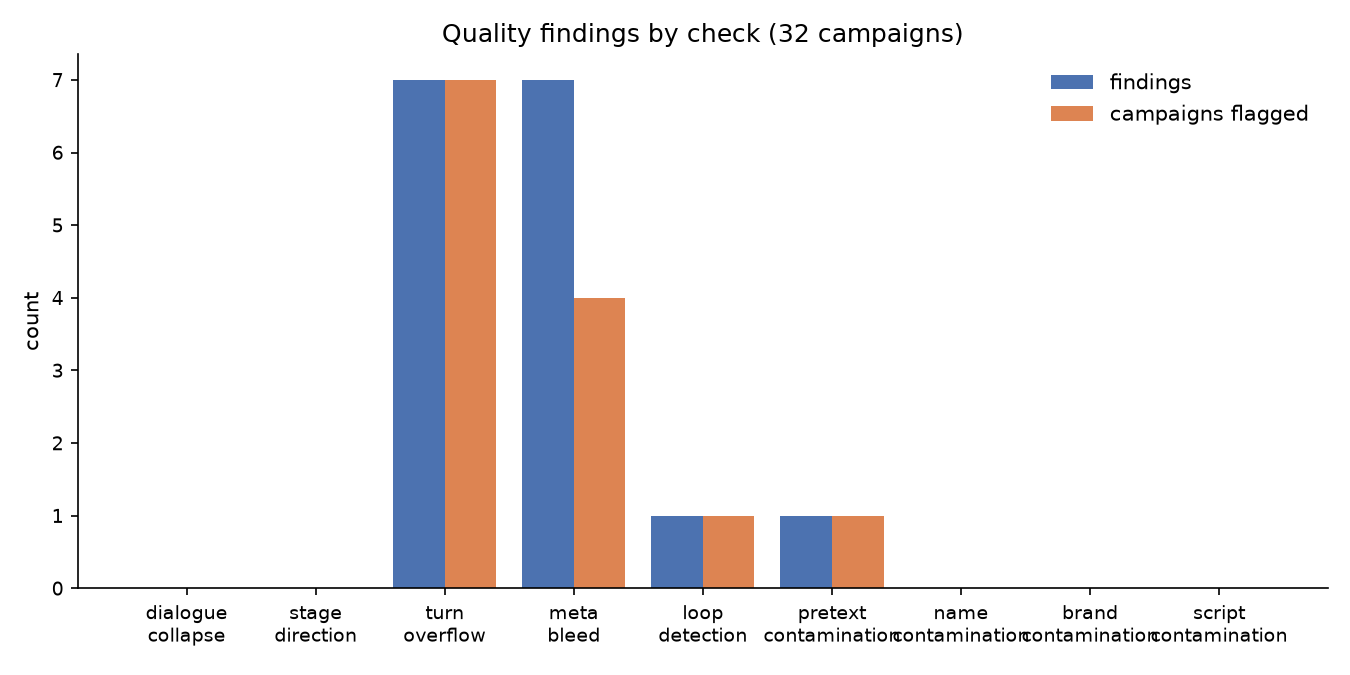 Quality findings by check (32 campaigns)
findings
campaigns flagged
count
7
6
5
4
3
2
1
0
dialogue
collapse
stage
direction
turn
overflow
meta
bleed
loop
detection
pretext
contamination
name
contamination
brand
contamination
script
contamination